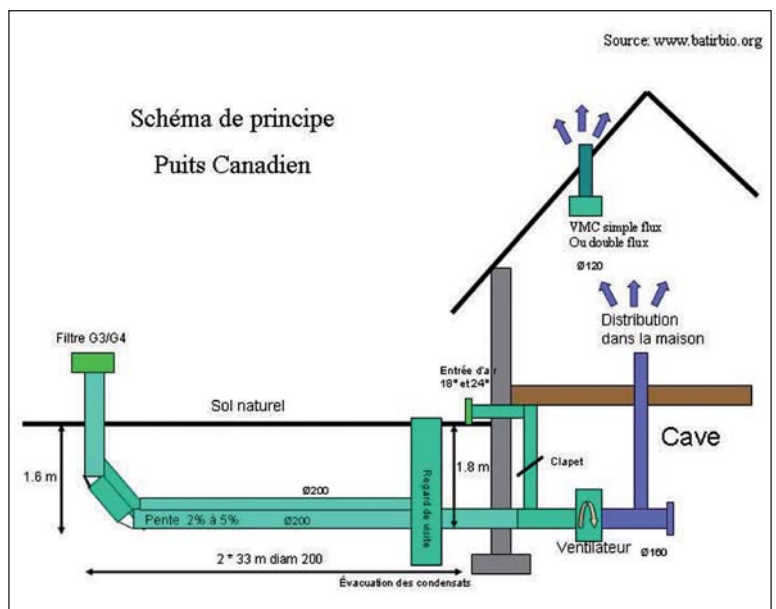 Source: www.batirbio.org
Schéma de principe
Puits Canadien
VMC simple flux
Ou double flux
Ø120
Distribution
dans la maison
Filtre G3/G4
Entrée d'air
18° et 24°
Sol naturel
Cave
1.6 m
Regard de visite
1.8 m
Clapet
Ø200
Pente 2% à 5%
Ø200
Ventilateur
Ø160
2 * 33 m diam 200
Évacuation des condensats